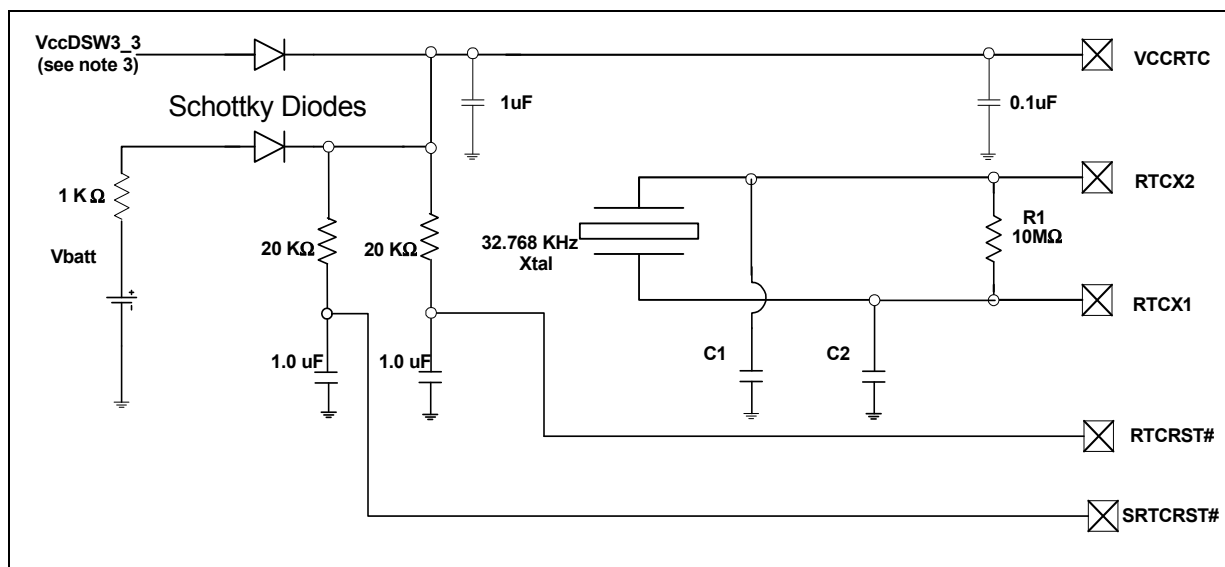 VccDSW3_3
(see note 3)
VCCRTC
Schottky Diodes
1uF
0.1uF
1 K Ω
RTCX2
R1
10MΩ
20 KΩ
20 KΩ
32.768 KHz
Xtal
Vbatt
+
-
RTCX1
1.0 uF
1.0 uF
C1
C2
RTCRST#
SRTCRST#